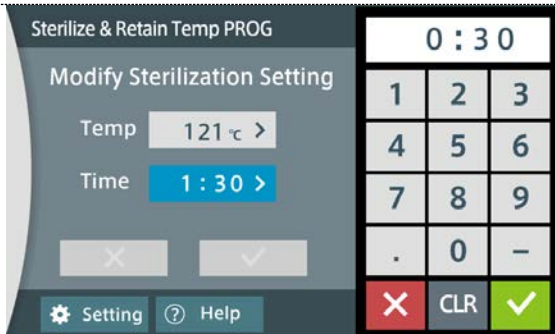 Sterilize & Retain Temp PROG
Modify Sterilization Setting
Temp 121 ℃ >
Time 1:30 >
Setting ? Help
0:30
1 2 3
4 5 6
7 8 9
. 0 –
CLR